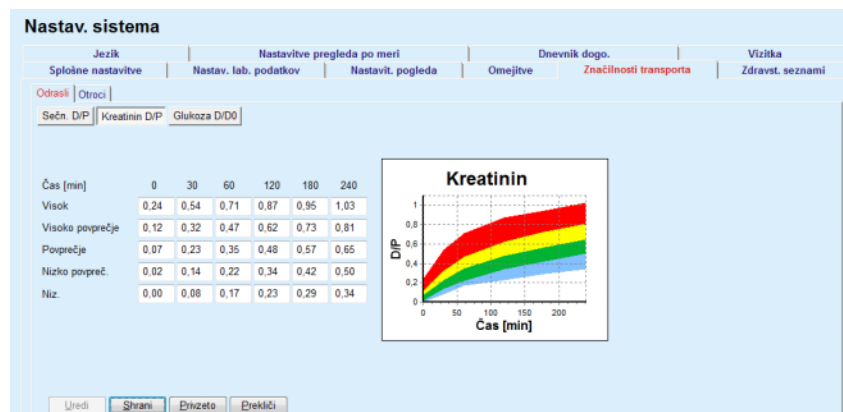 Nastav. sistema
Jezik Nastavitve pregleda po meri Dnevnik dogo. Vizitka
Splošne nastavitve Nastav. lab. podatkov Nastavit. pogleda Omejitve Značilnosti transporta Zdravst. seznami
Odrasli Otroci
Sečn. D/P Kreatinin D/P Glukoza D/D0
Čas [min] 0 30 60 120 180 240
Visok 0,24 0,54 0,71 0,87 0,95 1,03
Visoko povprečje 0,12 0,32 0,47 0,62 0,73 0,81
Povprečje 0,07 0,23 0,35 0,48 0,57 0,65
Nizko povpreč. 0,02 0,14 0,22 0,34 0,42 0,50
Niz. 0,00 0,08 0,17 0,23 0,29 0,34
Kreatinin
D/P
1
0,8
0,6
0,4
0,2
0
0 50 100 150 200
Čas [min]
Uredi Shrani Privzeto Prekliči